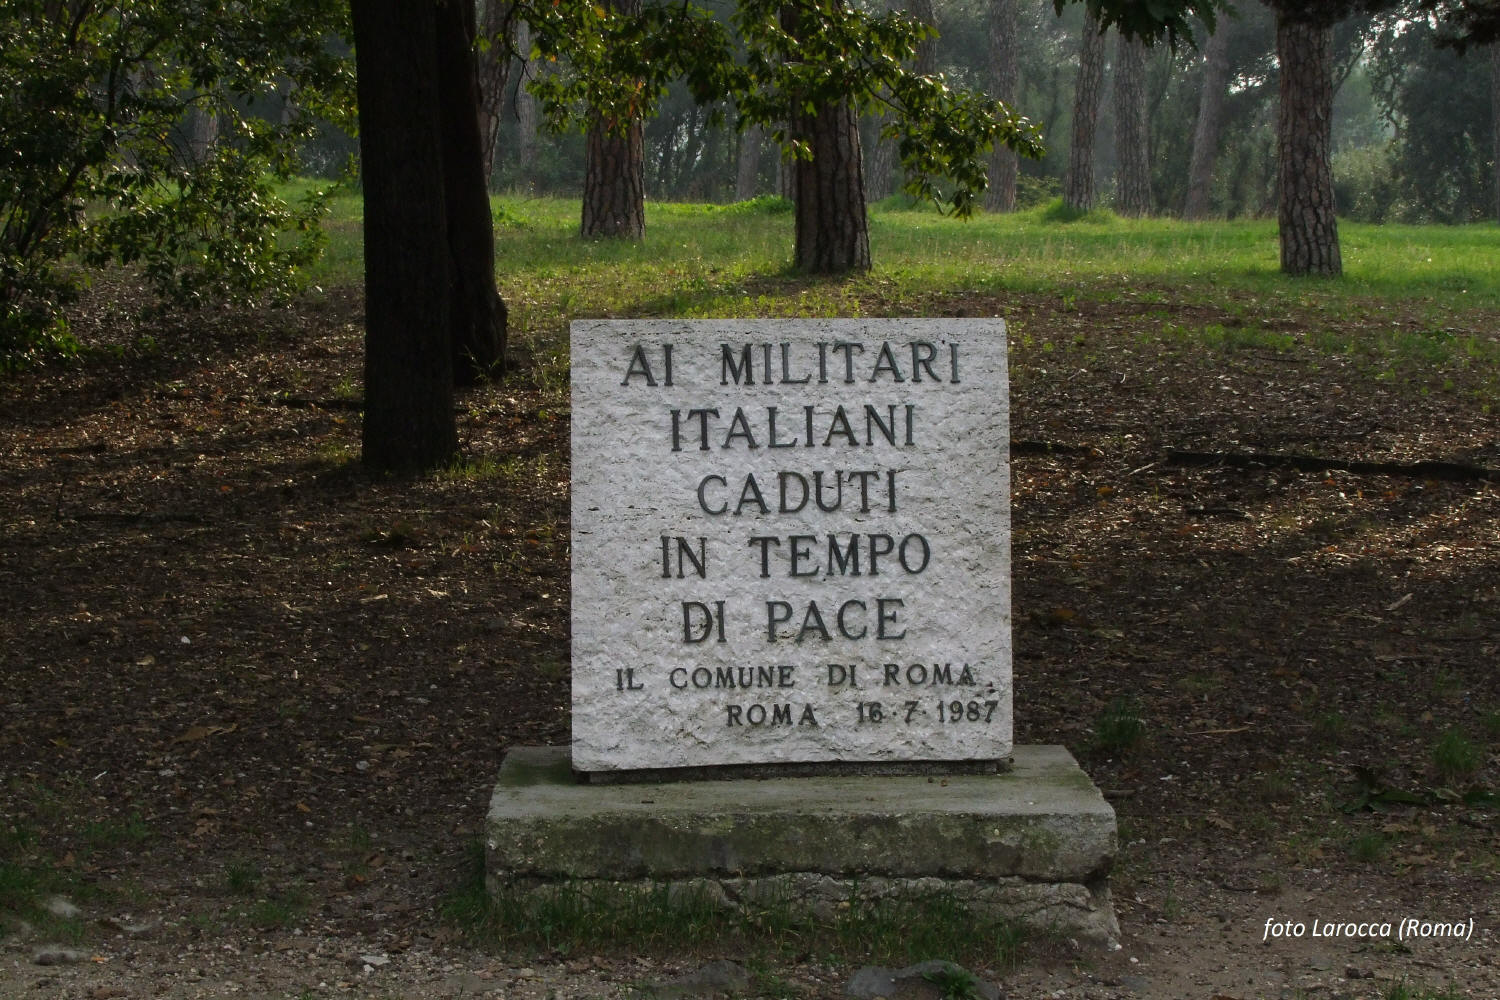 AI MILITARI
ITALIANI
CADUTI
IN TEMPO
DI PACE
IL COMUNE DI ROMA
ROMA 16·7·1987
foto Larocca (Roma)